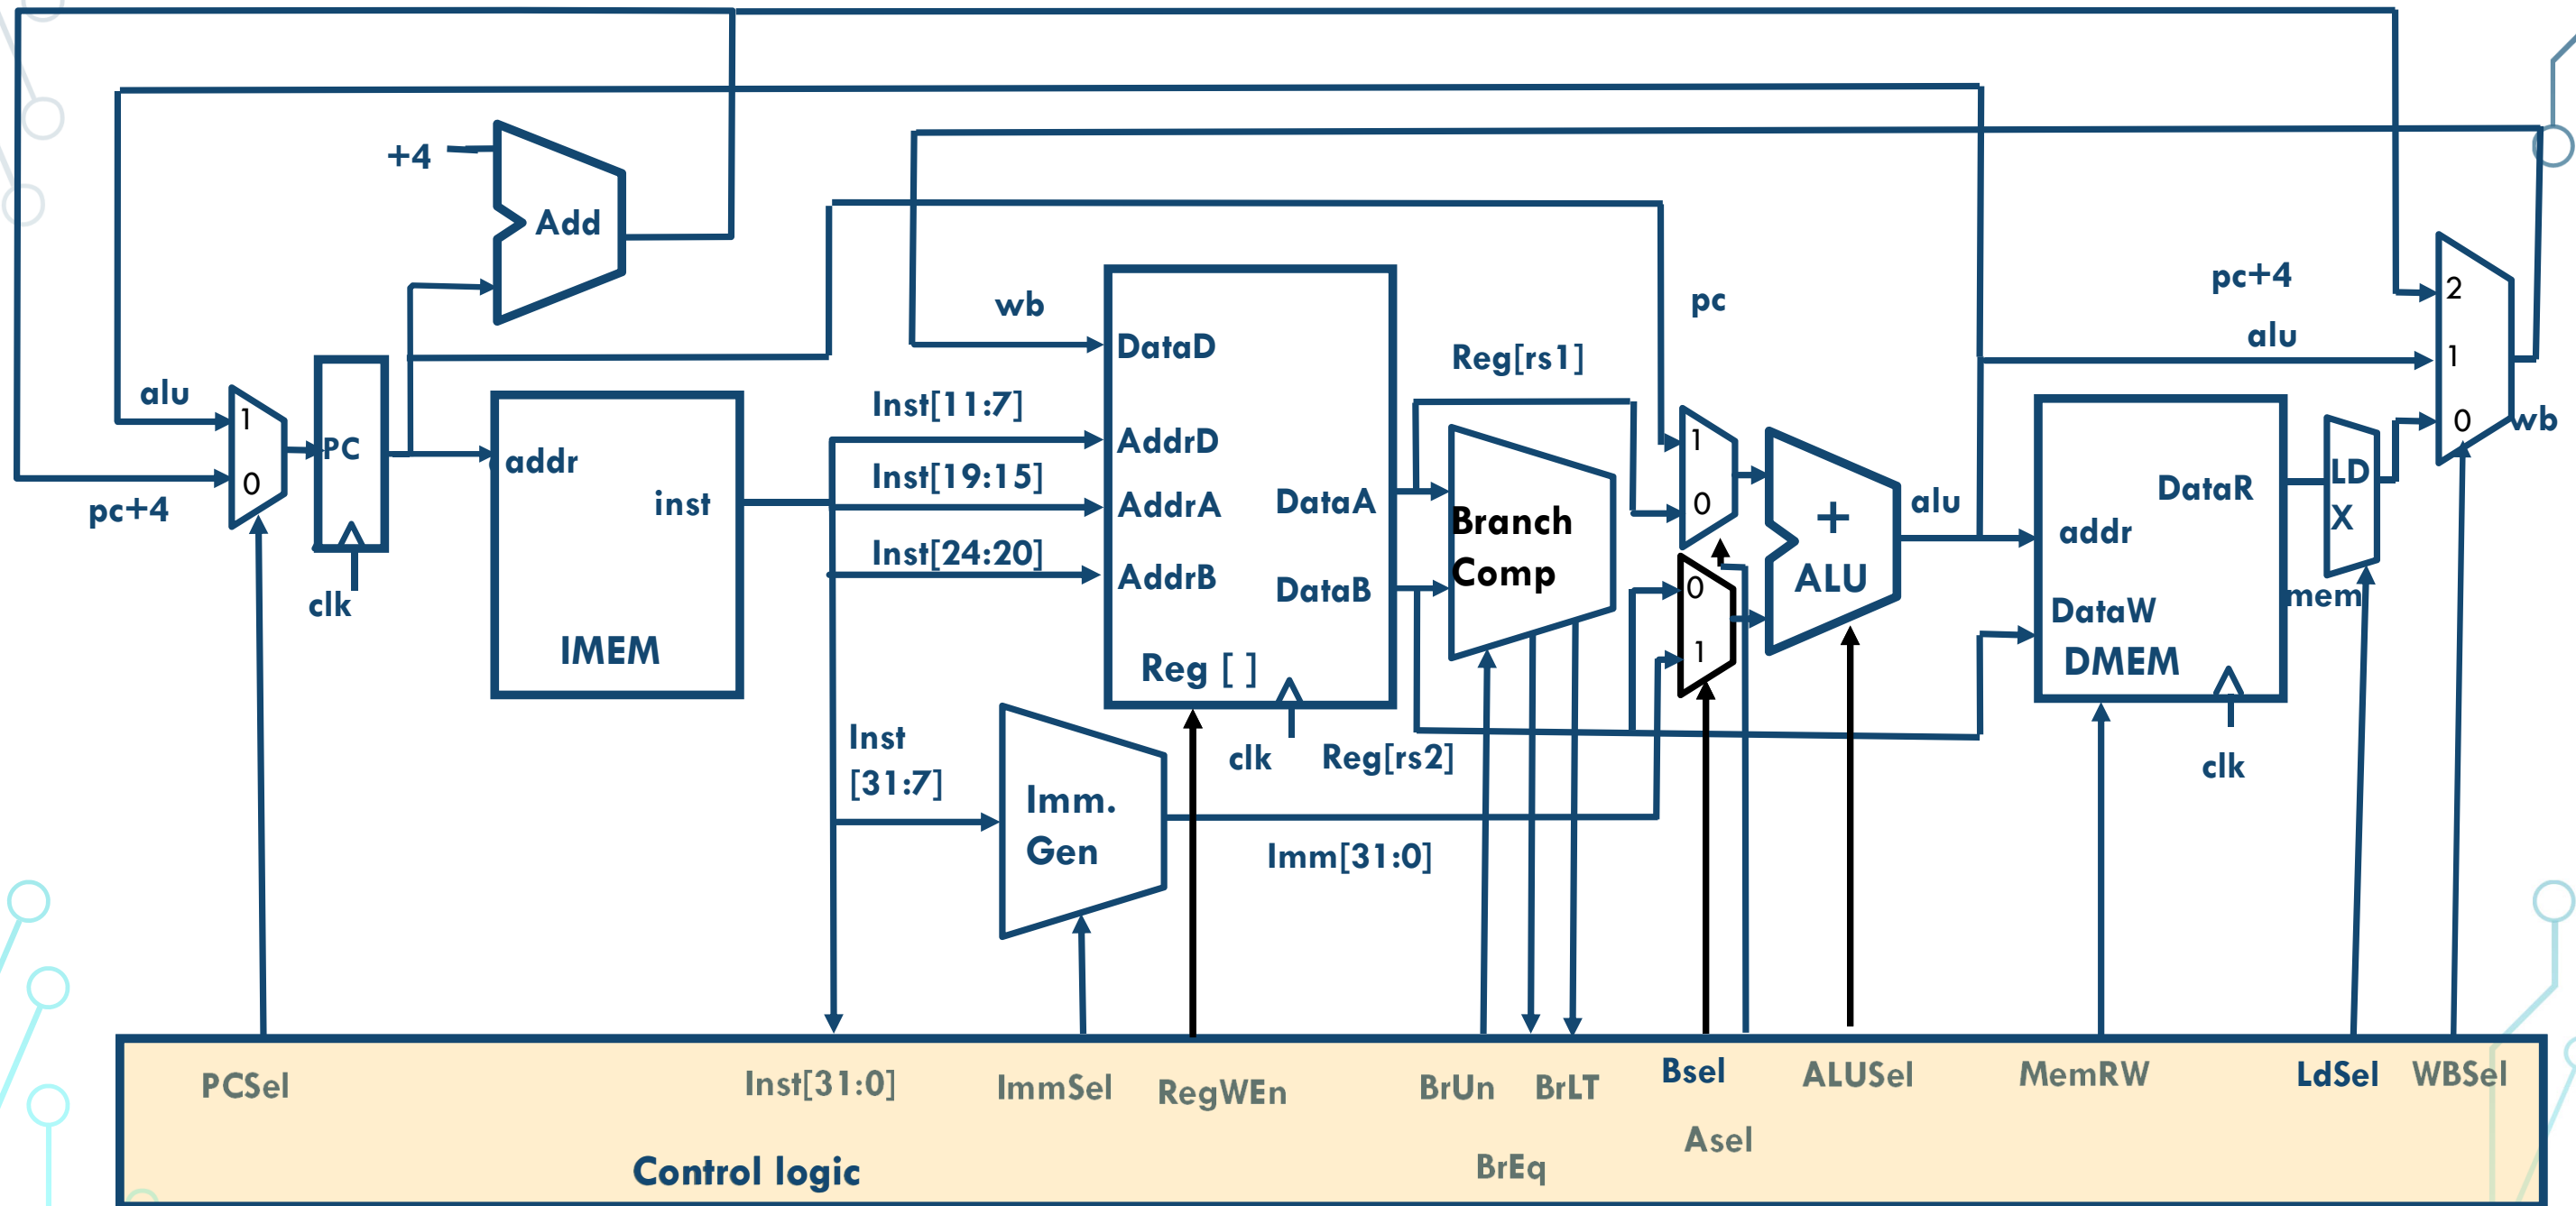 +4
Add
pc+4
wb
pc
2
alu
DataD
Reg[rs1]
1
alu
1
Inst[11:7]
0
wb
PC
addr
AddrD
1
Inst[19:15]
LD
X
0
pc+4
inst
AddrA
DataA
0
alu
DataR
Branch
Comp
+
ALU
addr
Inst[24:20]
AddrB
DataB
0
mem
clk
DataW
IMEM
Reg [ ]
1
DMEM
Inst
[31:7]
clk
Reg[rs2]
clk
Imm.
Gen
Imm[31:0]
PCSel
Inst[31:0]
ImmSel
RegWEn
BrUn
BrLT
Bsel
ALUSel
MemRW
LdSel
WBSel
Asel
BrEq
Control logic